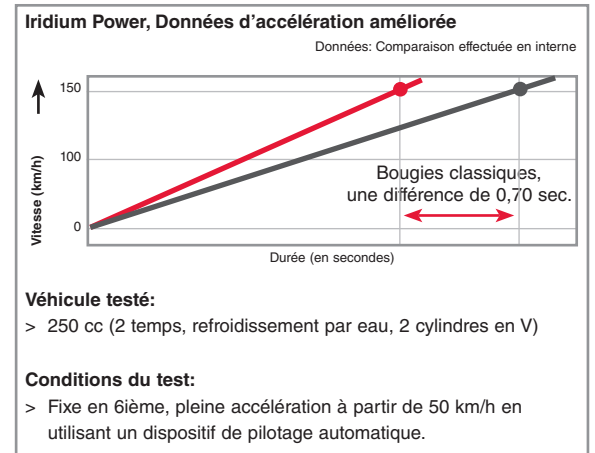 Iridium Power, Données d'accélération améliorée
Données: Comparaison effectuée en interne
Vitesse (km/h)
150
100
0
Bougies classiques,
une différence de 0,70 sec.
Durée (en secondes)
Véhicule testé:
> 250 cc (2 temps, refroidissement par eau, 2 cylindres en V)
Conditions du test:
> Fixe en 6ième, pleine accélération à partir de 50 km/h en
utilisant un dispositif de pilotage automatique.